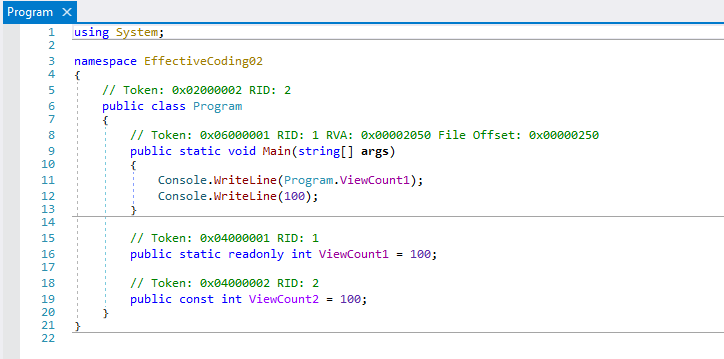 Program ×
1 using System;
2
3 namespace EffectiveCoding02
4 {
5 // Token: 0x02000002 RID: 2
6 public class Program
7 {
8 // Token: 0x06000001 RID: 1 RVA: 0x00002050 File Offset: 0x00000250
9 public static void Main(string[] args)
10 {
11 Console.WriteLine(Program.ViewCount1);
12 Console.WriteLine(100);
13 }
14
15 // Token: 0x04000001 RID: 1
16 public static readonly int ViewCount1 = 100;
17
18 // Token: 0x04000002 RID: 2
19 public const int ViewCount2 = 100;
20 }
21 }
22